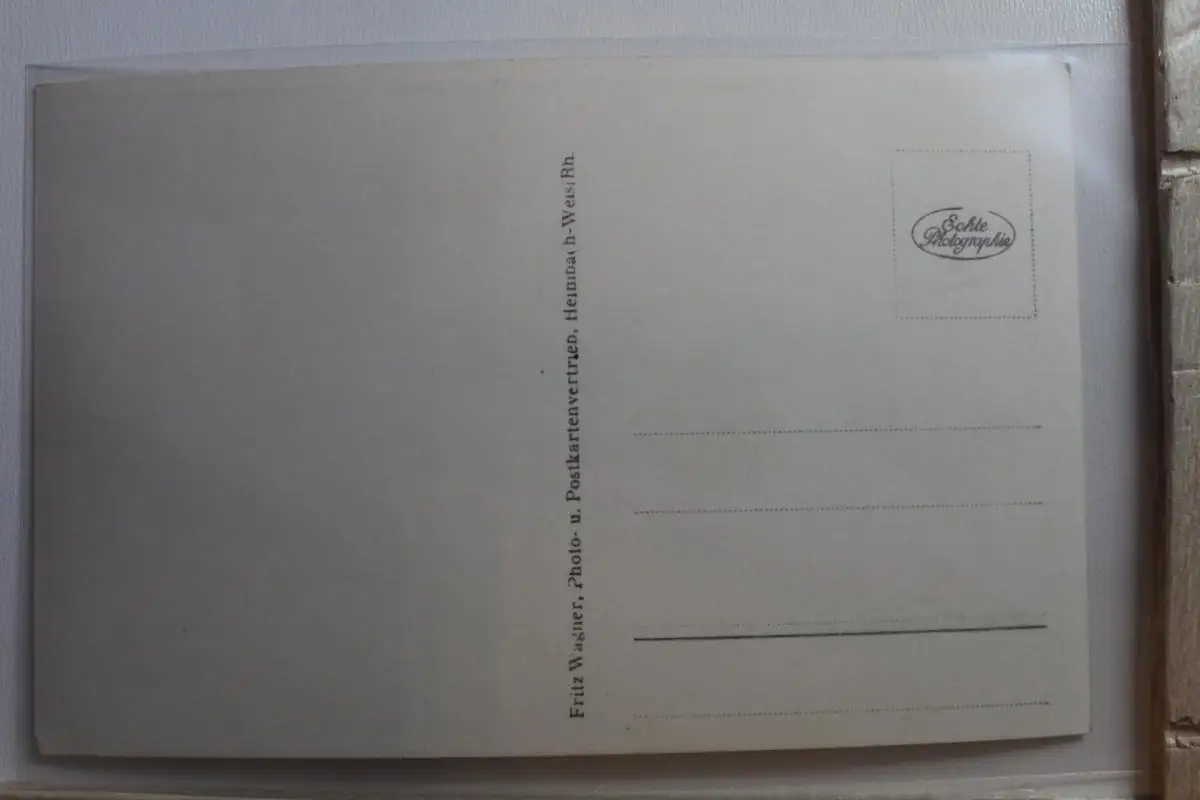 Fritz Wagner, Photo- u. Postkartenvertrieb, Heimbach-Weis/Rh.
Echte
Photographie